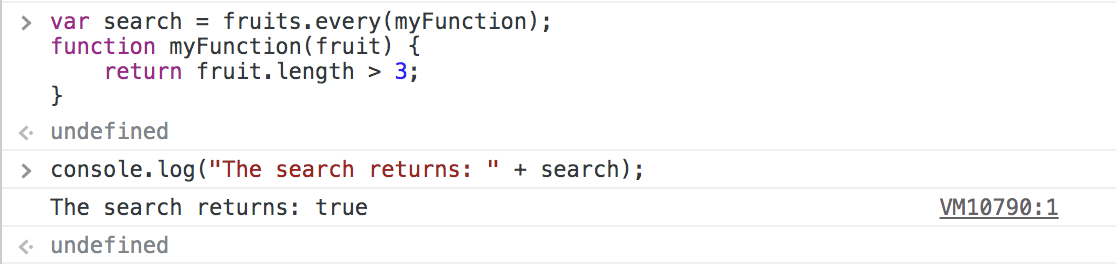 > var search = fruits.every(myFunction);
function myFunction(fruit) {
    return fruit.length > 3;
}
undefined
> console.log("The search returns: " + search);
The search returns: true VM10790:1
undefined